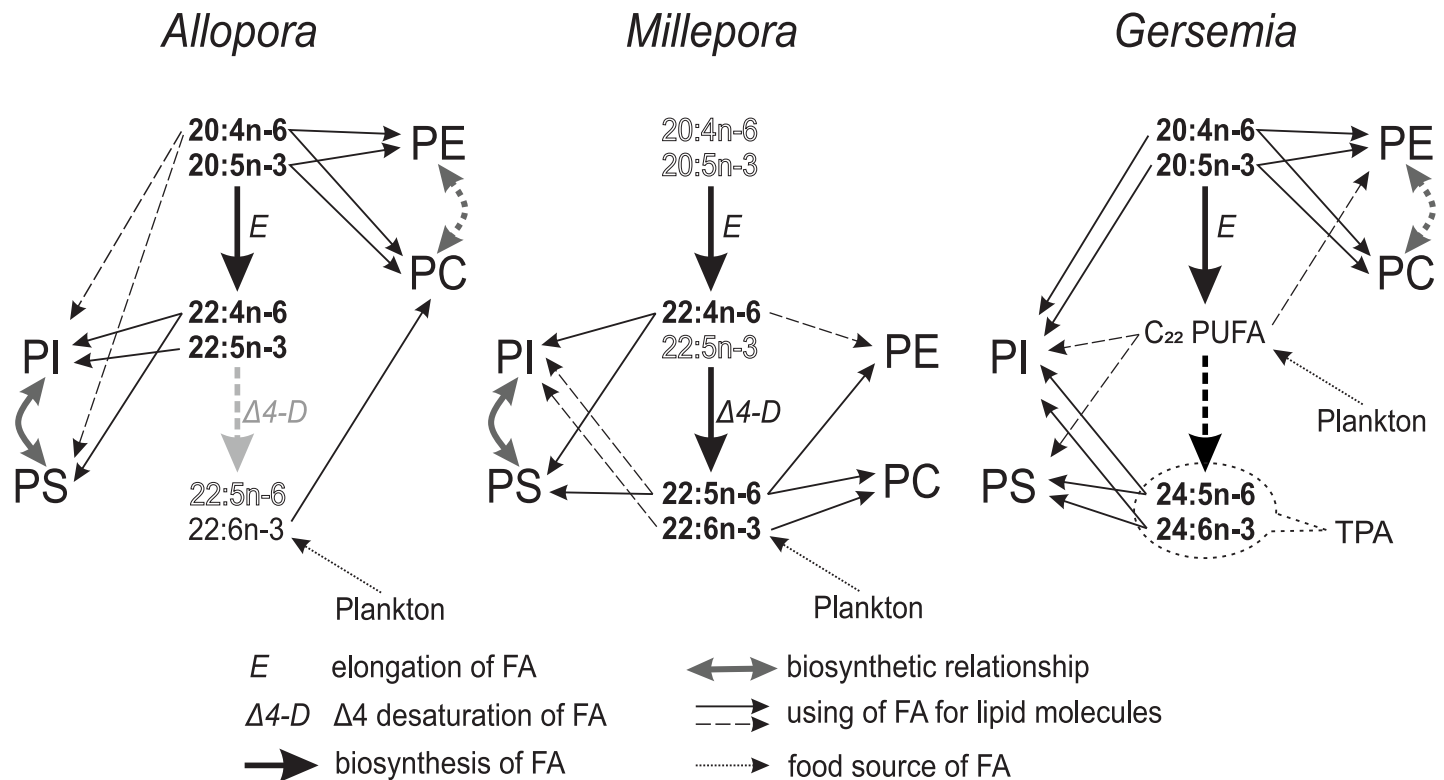 Allopora
20:4n-6
20:5n-3
PE
E
PC
22:4n-6
22:5n-3
PI
Δ4-D
PS
22:5n-6
22:6n-3
Plankton
Millepora
20:4n-6
20:5n-3
E
22:4n-6
22:5n-3
PI
PE
Δ4-D
PS
PC
22:5n-6
22:6n-3
Plankton
Gersemia
20:4n-6
20:5n-3
PE
E
PC
C₂₂ PUFA
PI
Plankton
PS
24:5n-6
24:6n-3
TPA
E elongation of FA
Δ4-D Δ4 desaturation of FA
biosynthesis of FA
biosynthetic relationship
using of FA for lipid molecules
food source of FA